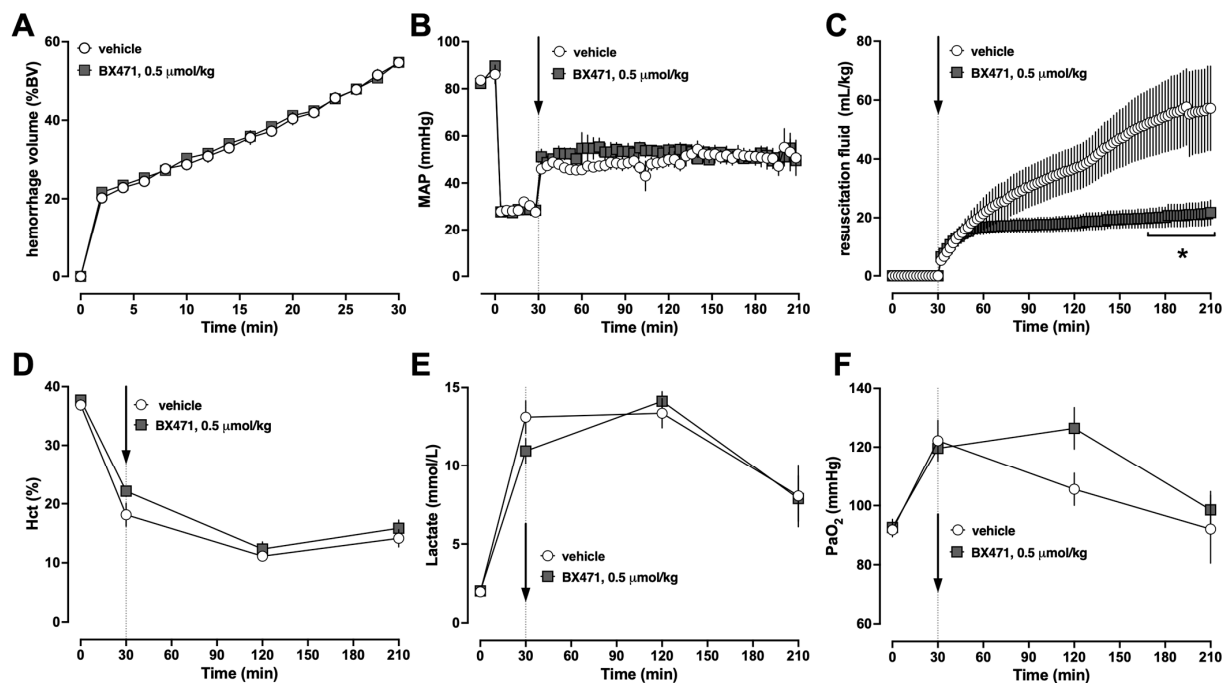 A
vehicle
BX471, 0.5 μmol/kg
hemorrhage volume (%BV)
60
40
20
0
0 5 10 15 20 25 30
Time (min)
B
vehicle
BX471, 0.5 μmol/kg
MAP (mmHg)
100
80
60
40
20
0
0 30 60 90 120 150 180 210
Time (min)
C
vehicle
BX471, 0.5 μmol/kg
resuscitation fluid (mL/kg)
80
60
40
20
0
*
0 30 60 90 120 150 180 210
Time (min)
D
vehicle
BX471, 0.5 μmol/kg
Hct (%)
40
30
20
10
0
0 30 60 90 120 150 180 210
Time (min)
E
Lactate (mmol/L)
15
10
5
0
vehicle
BX471, 0.5 μmol/kg
0 30 60 90 120 150 180 210
Time (min)
F
PaO₂ (mmHg)
140
120
100
80
60
vehicle
BX471, 0.5 μmol/kg
0 30 60 90 120 150 180 210
Time (min)